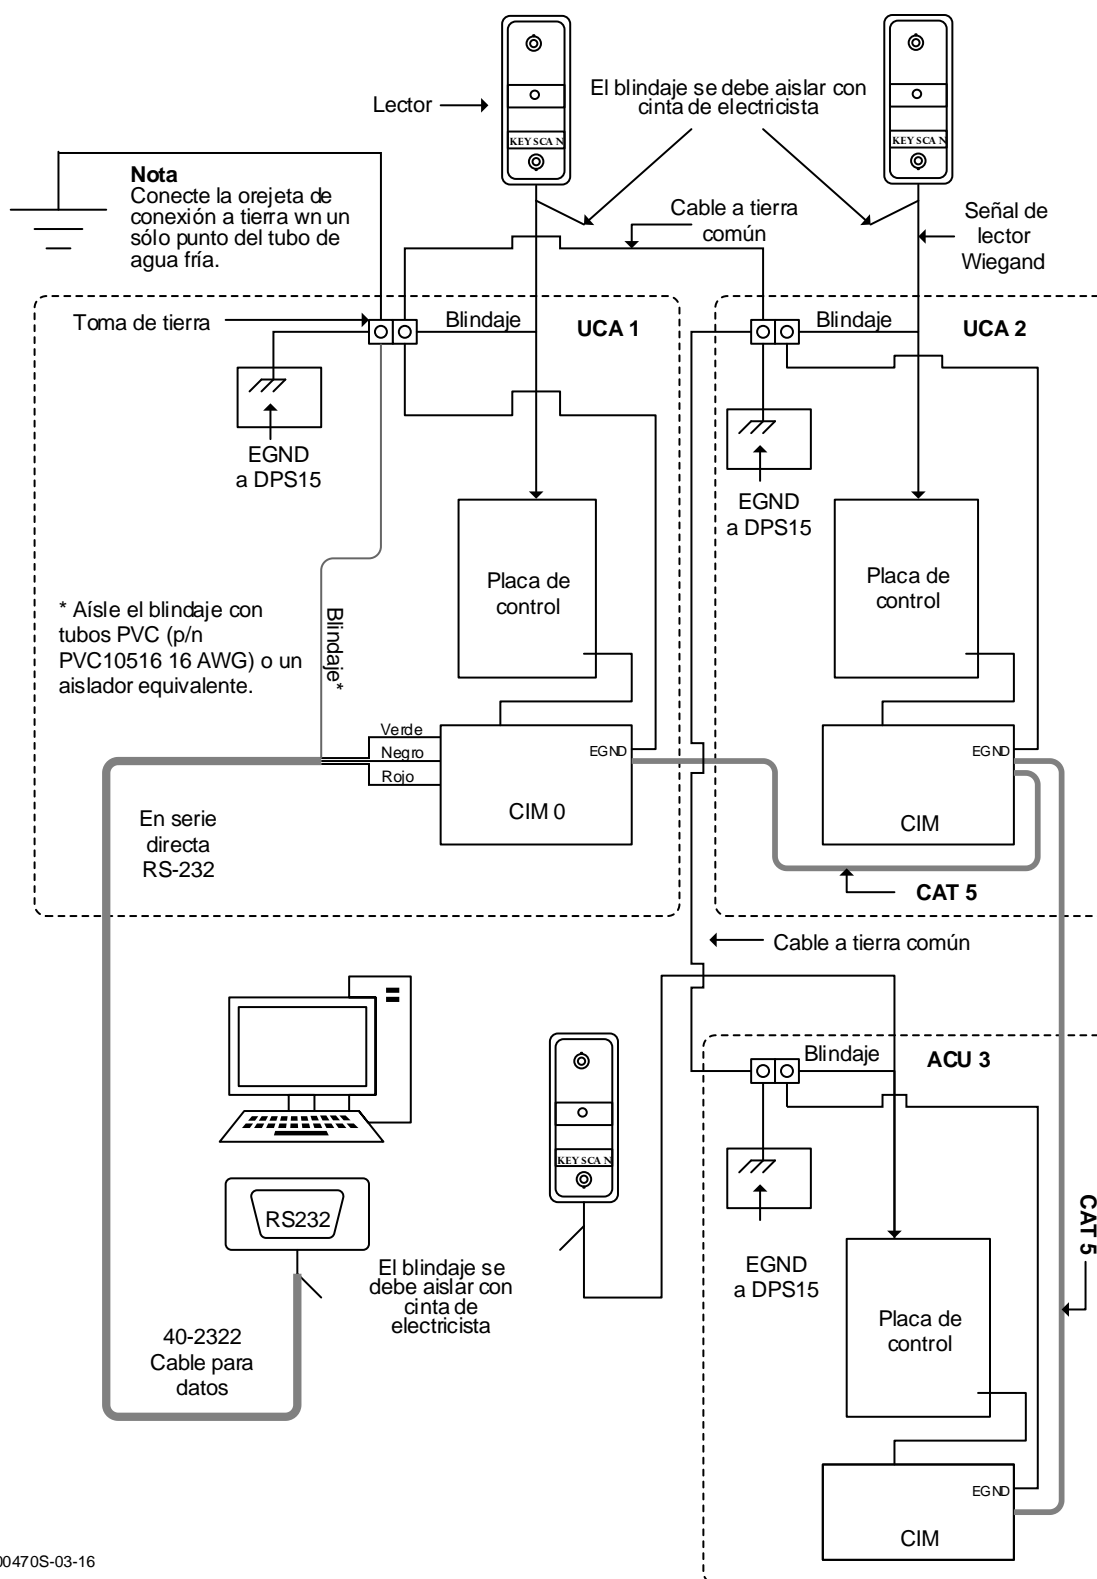 Lector
KEYSCAN
El blindaje se debe aislar con
cinta de electricista
KEYSCAN
Nota
Conecte la orejeta de
conexión a tierra wn un
sólo punto del tubo de
agua fría.
Cable a tierra
común
Señal de
lector
Wiegand
Toma de tierra
Blindaje
UCA 1
Blindaje
UCA 2
EGND
a DPS15
EGND
a DPS15
Placa de
control
Placa de
control
* Aísle el blindaje con
tubos PVC (p/n
PVC10516 16 AWG) o un
aislador equivalente.
Blindaje*
Verde
Negro
Rojo
EGND
CIM 0
EGND
CIM
En serie
directa
RS-232
CAT 5
Cable a tierra común
Blindaje
ACU 3
KEYSCAN
RS232
El blindaje se
debe aislar con
cinta de
electricista
EGND
a DPS15
CAT 5
Placa de
control
40-2322
Cable para
datos
EGND
CIM
00470S-03-16